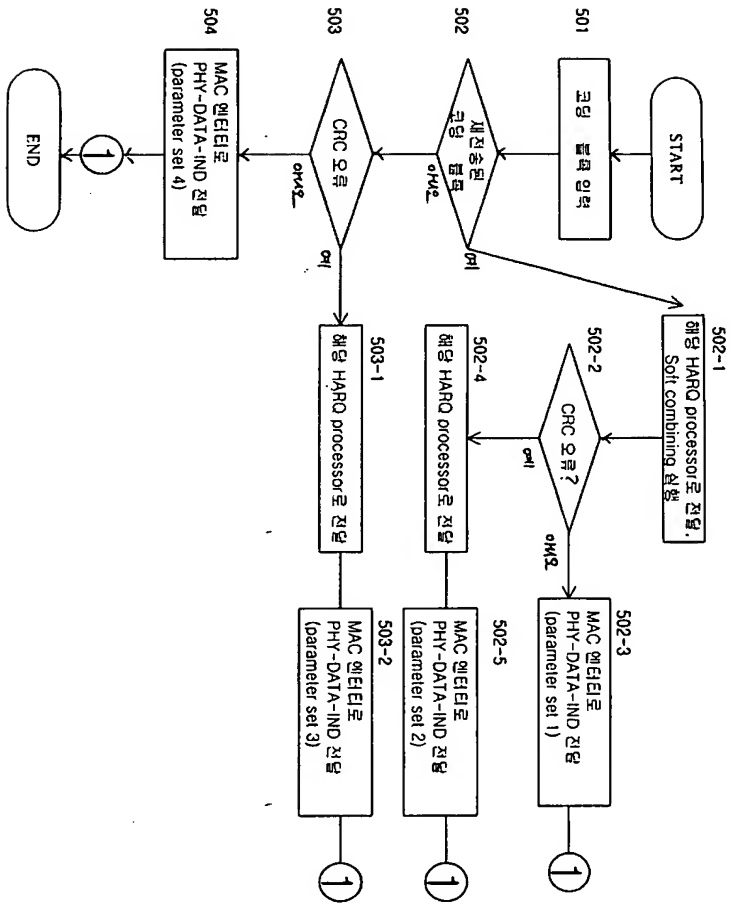 START
501
코딩 블록 입력
502
재전송된
코딩 블록
예
아니오
502-1
해당 HARQ processor로 전달,
Soft combining 실행
502-2
CRC 오류?
아니오
예
502-3
MAC 엔터티로
PHY-DATA-IND 전달
(parameter set 1)
1
502-4
해당 HARQ processor로 전달
502-5
MAC 엔터티로
PHY-DATA-IND 전달
(parameter set 2)
1
503
CRC 오류
예
아니오
503-1
해당 HARQ processor로 전달
503-2
MAC 엔터티로
PHY-DATA-IND 전달
(parameter set 3)
1
504
MAC 엔터티로
PHY-DATA-IND 전달
(parameter set 4)
1
END